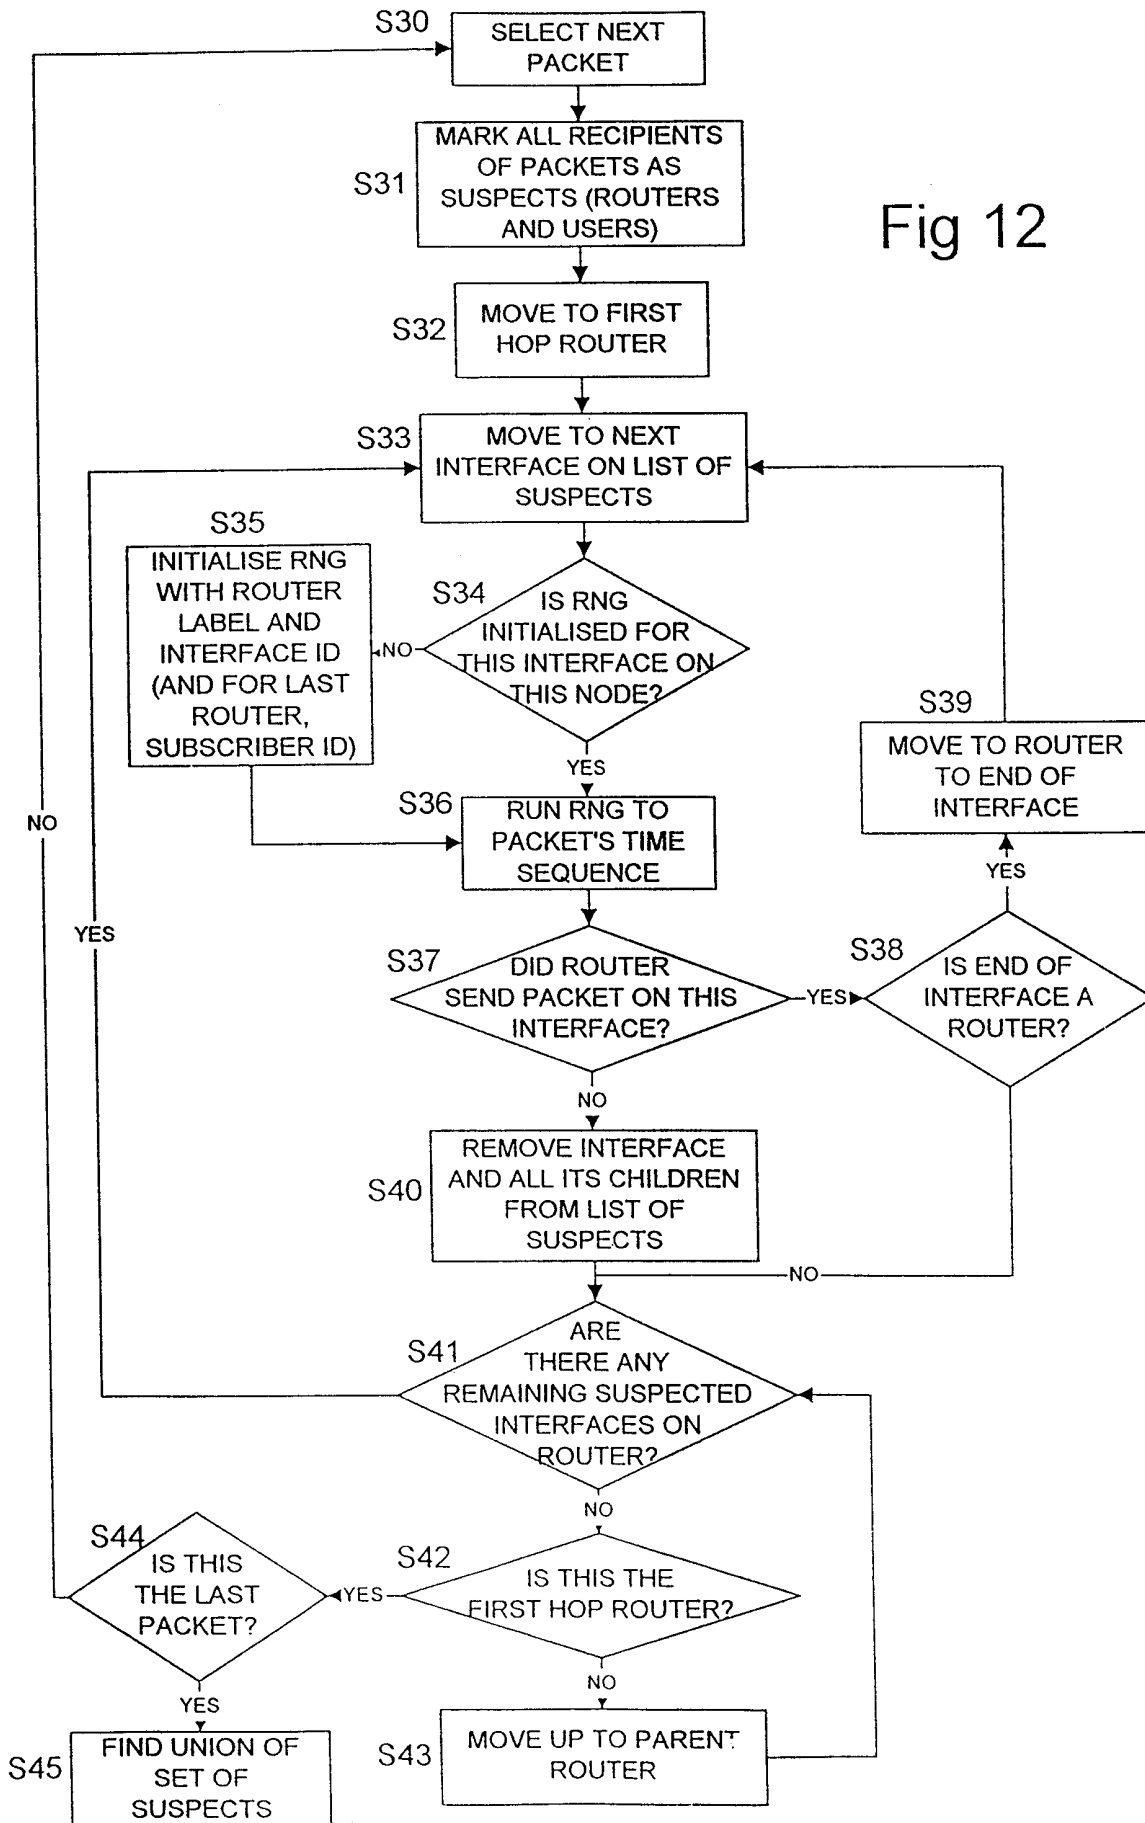 S30
SELECT NEXT
PACKET
S31
MARK ALL RECIPIENTS
OF PACKETS AS
SUSPECTS (ROUTERS
AND USERS)
Fig 12
S32
MOVE TO FIRST
HOP ROUTER
S33
MOVE TO NEXT
INTERFACE ON LIST OF
SUSPECTS
S35
INITIALISE RNG
WITH ROUTER
LABEL AND
INTERFACE ID
(AND FOR LAST
ROUTER,
SUBSCRIBER ID)
S34
IS RNG
INITIALISED FOR
THIS INTERFACE ON
THIS NODE?
NO
YES
S39
MOVE TO ROUTER
TO END OF
INTERFACE
S36
RUN RNG TO
PACKET'S TIME
SEQUENCE
NO
YES
YES
S37
DID ROUTER
SEND PACKET ON THIS
INTERFACE?
YES
S38
IS END OF
INTERFACE A
ROUTER?
NO
S40
REMOVE INTERFACE
AND ALL ITS CHILDREN
FROM LIST OF
SUSPECTS
NO
S41
ARE
THERE ANY
REMAINING SUSPECTED
INTERFACES ON
ROUTER?
NO
S44
IS THIS
THE LAST
PACKET?
YES
S42
IS THIS THE
FIRST HOP ROUTER?
YES
NO
S45
FIND UNION OF
SET OF
SUSPECTS
S43
MOVE UP TO PARENT
ROUTER